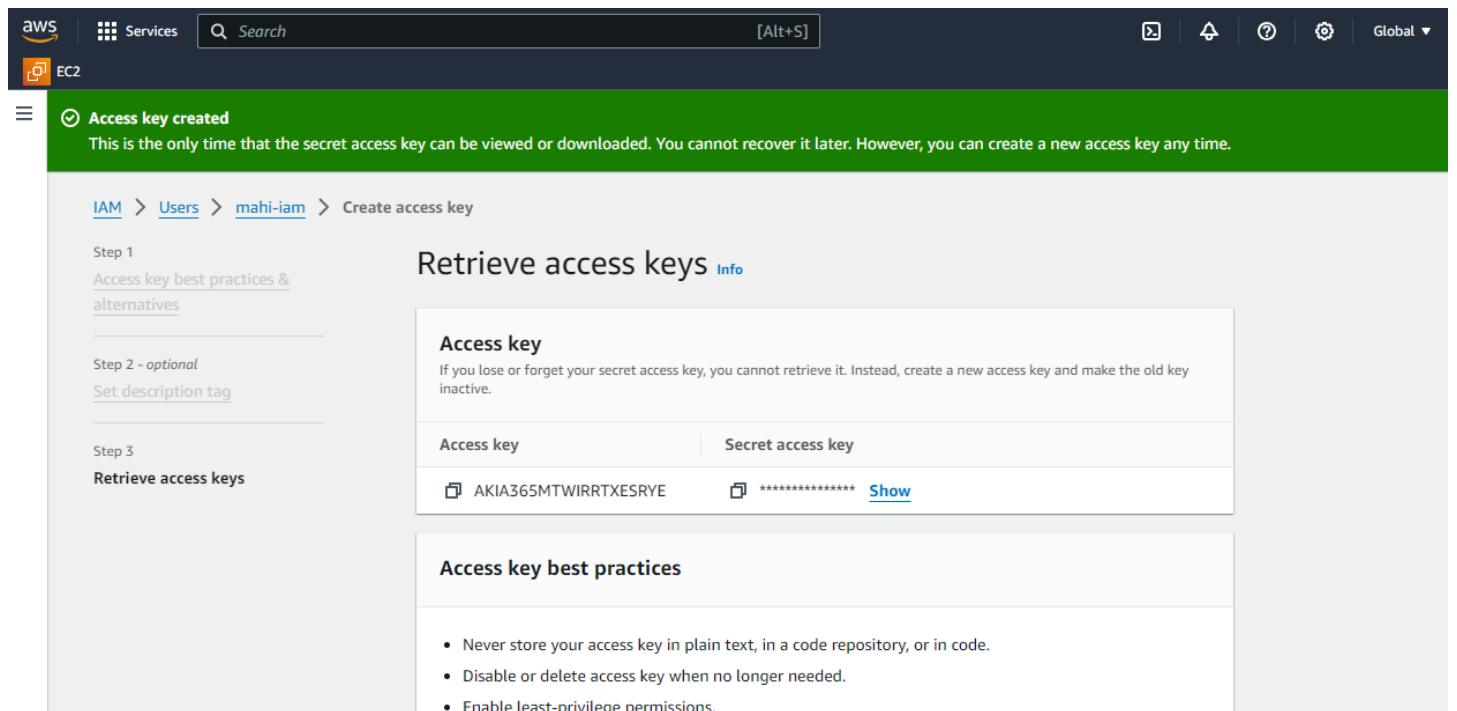 aws
Services
Search
[Alt+S]
Global
EC2
Access key created
This is the only time that the secret access key can be viewed or downloaded. You cannot recover it later. However, you can create a new access key any time.
IAM > Users > mahi-iam > Create access key
Step 1
Access key best practices &
alternatives
Step 2 - optional
Set description tag
Step 3
Retrieve access keys
Retrieve access keys Info
Access key
If you lose or forget your secret access key, you cannot retrieve it. Instead, create a new access key and make the old key
inactive.
Access key Secret access key
AKIA365MTWIRRTXESRYE *************** Show
Access key best practices
• Never store your access key in plain text, in a code repository, or in code.
• Disable or delete access key when no longer needed.
• Enable least-privilege permissions.